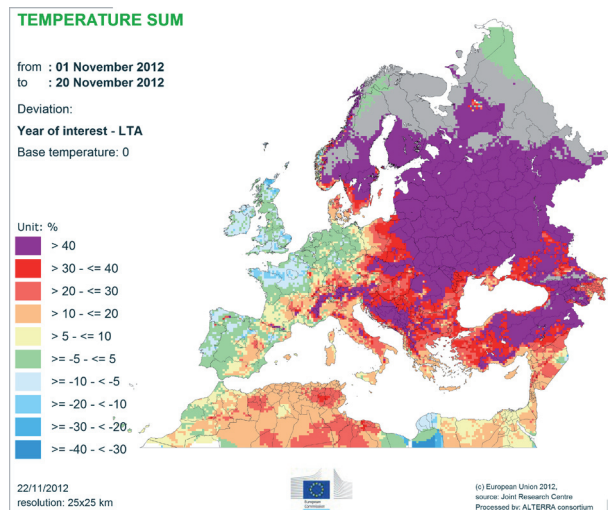 TEMPERATURE SUM
from : 01 November 2012
to : 20 November 2012
Deviation:
Year of interest - LTA
Base temperature: 0
Unit: %
> 40
> 30 - <= 40
> 20 - <= 30
> 10 - <= 20
> 5 - <= 10
>= -5 - <= 5
>= -10 - < -5
>= -20 - < -10
>= -30 - < -20
>= -40 - < -30
22/11/2012
resolution: 25x25 km
European
Commission
(c) European Union 2012,
source: Joint Research Centre
Processed by: ALTERRA consortium